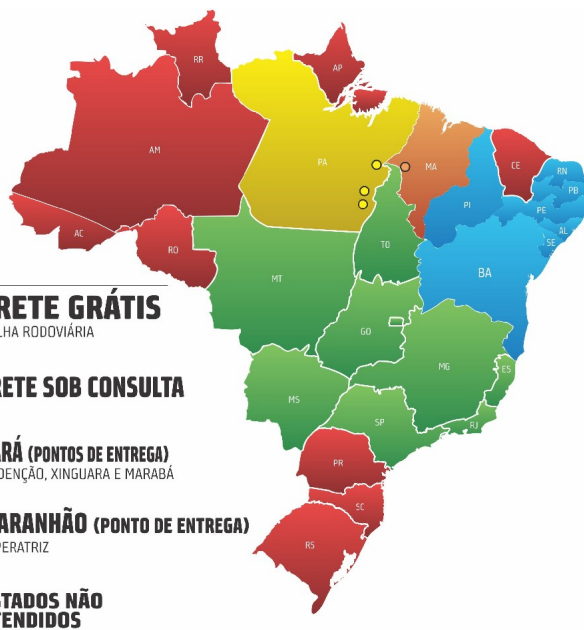 RR
AP
AM
PA
MA
CE
RN
PB
PI
PE
AL
SE
AC
RO
TO
BA
MT
RETE GRÁTIS
LHA RODOVIÁRIA
GO
MG
ES
RETE SOB CONSULTA
MS
SP
RJ
RÁ (PONTOS DE ENTREGA)
DENÇÃO, XINGUARA E MARABÁ
PR
SC
ARANHÃO (PONTO DE ENTREGA)
PERATRIZ
RS
STADOS NÃO
TENDIDOS